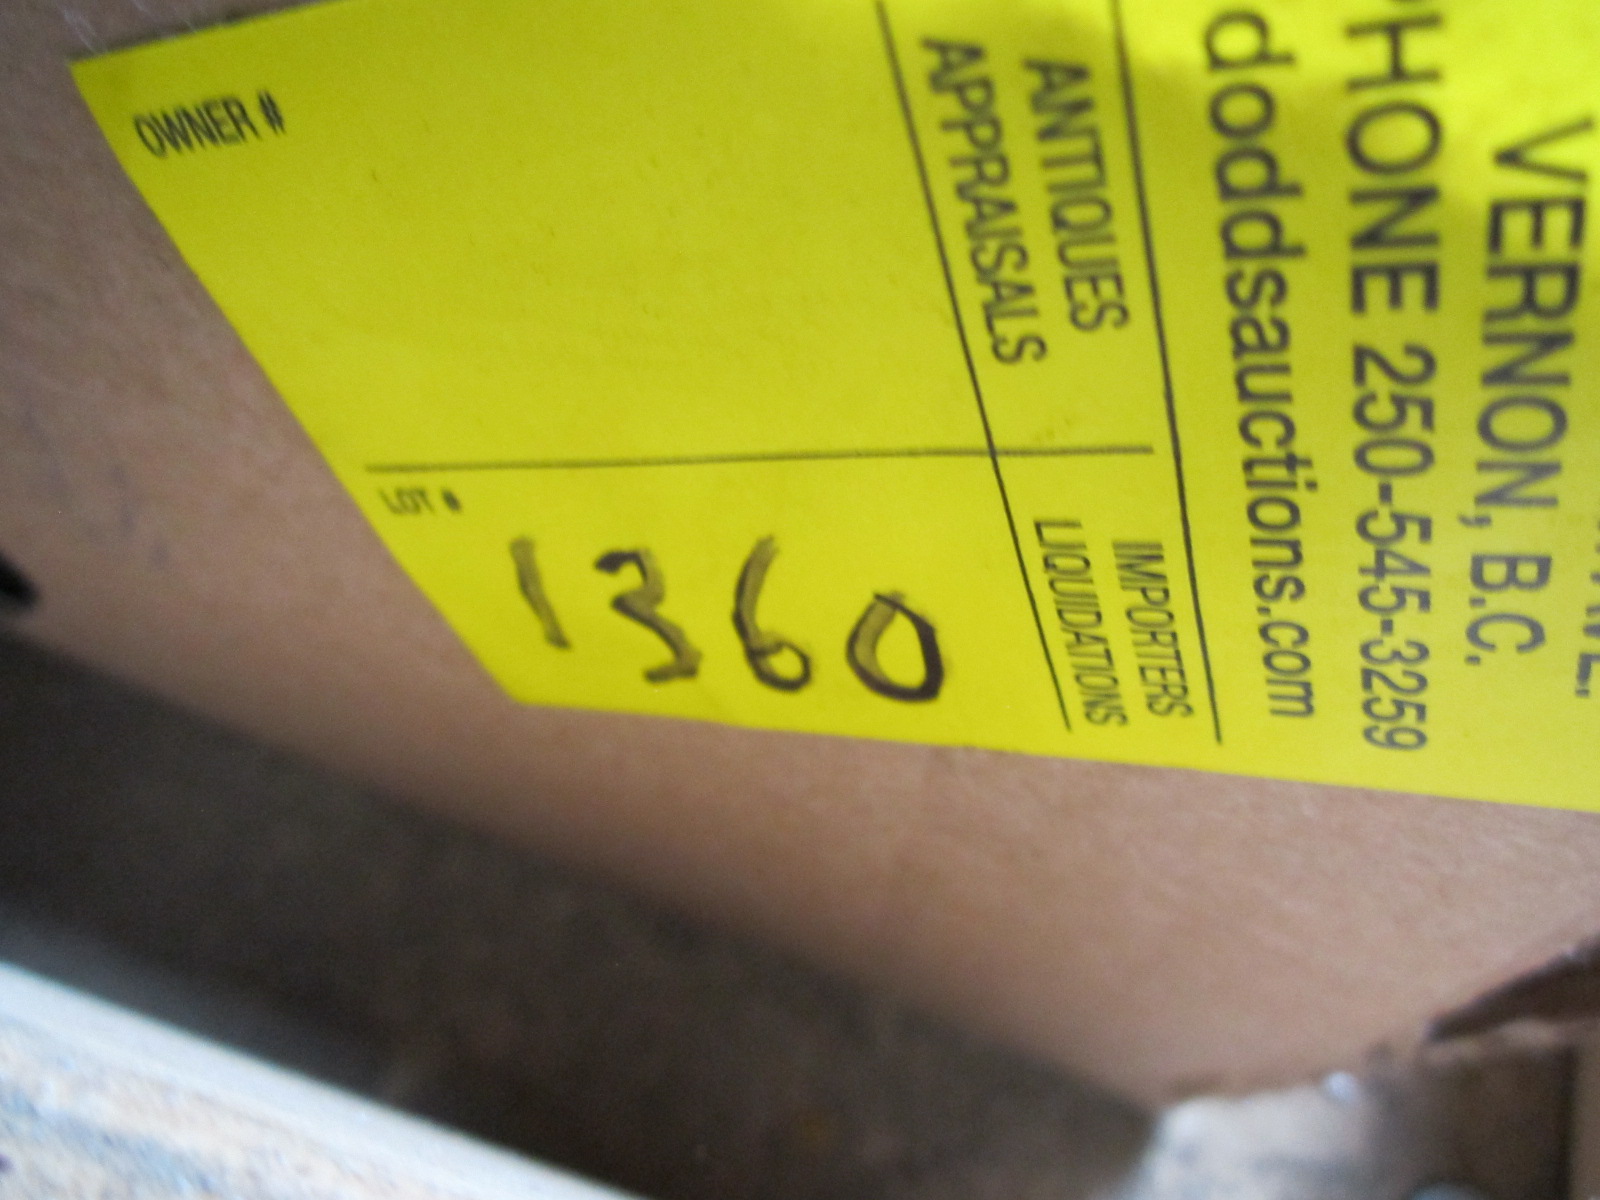 VERNON, B.C.
PHONE 250-545-3259
doddsauctions.com
ANTIQUES IMPORTERS
APPRAISALS LIQUIDATIONS
OWNER #
LOT #
1360